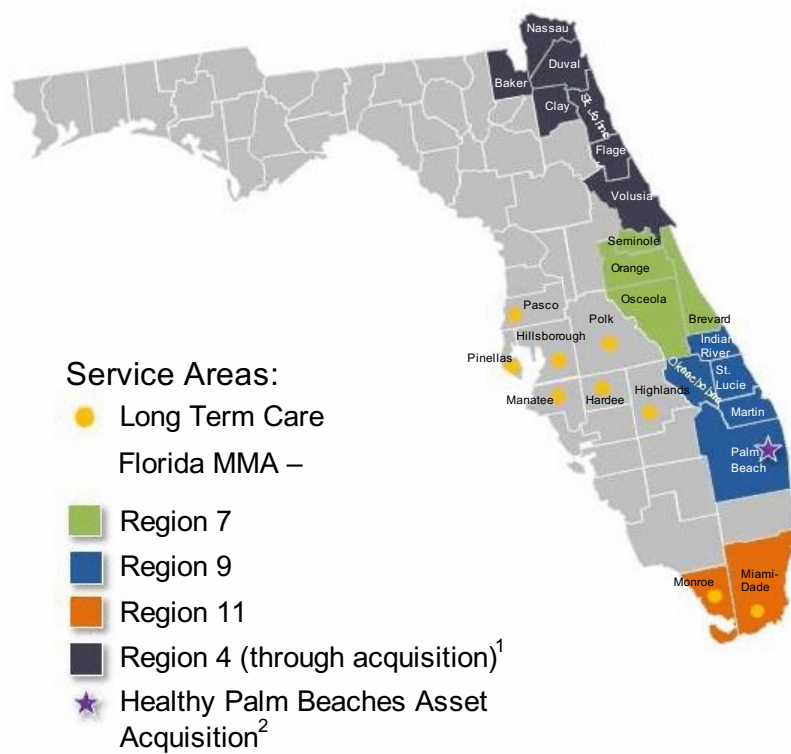 Nassau
Duval
Baker
Clay
St. Johns
Flage
Volusia
Seminole
Orange
Osceola
Brevard
Pasco
Polk
Hillsborough
Indian
River
Pinellas
Okeechobee
St.
Lucie
Manatee
Hardee
Highlands
Martin
Palm
Beach
Monroe
Miami-
Dade
Service Areas:
Long Term Care
Florida MMA –
Region 7
Region 9
Region 11
Region 4 (through acquisition)1
Healthy Palm Beaches Asset
Acquisition2